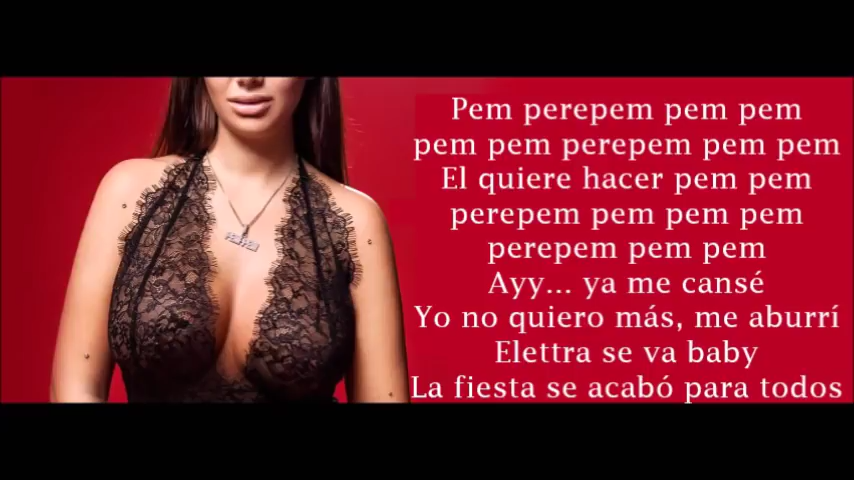 Pem perepem pem pem
pem pem perepem pem pem
El quiere hacer pem pem
perepem pem pem pem
perepem pem pem
Ayy... ya me cansé
Yo no quiero más, me aburrí
Elettra se va baby
La fiesta se acabó para todos